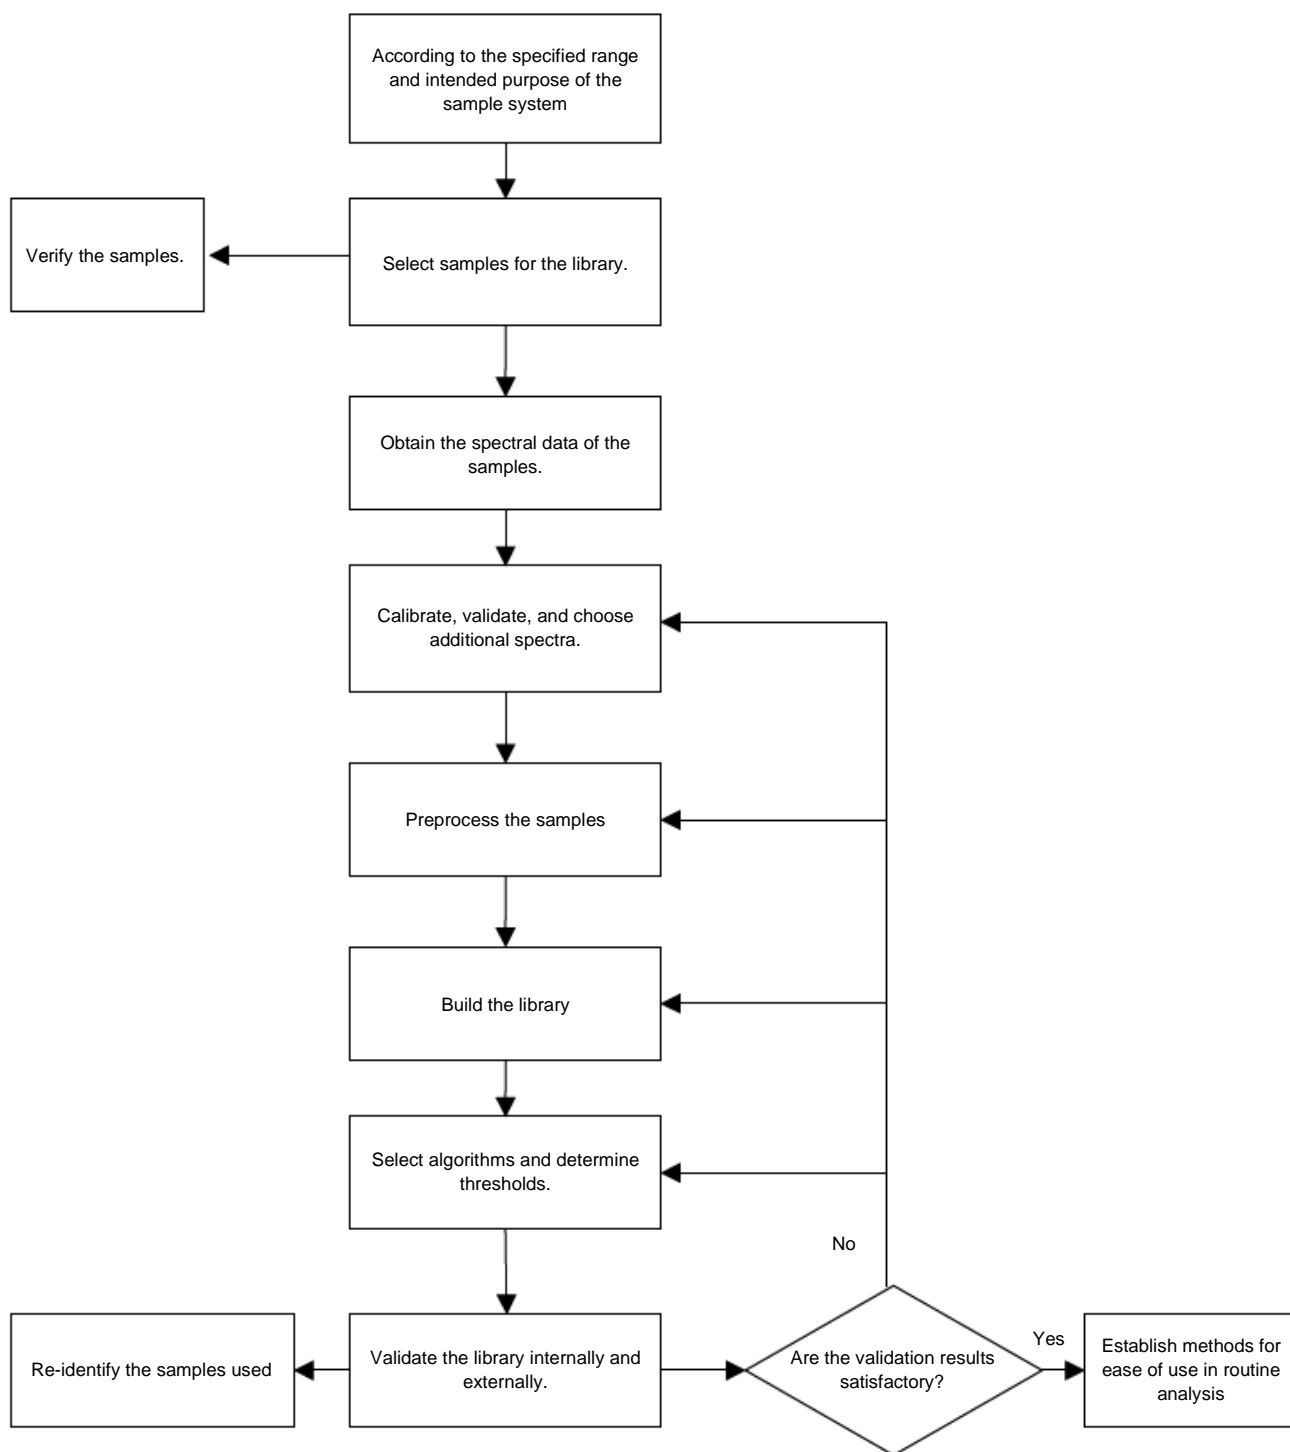 According to the specified range
and intended purpose of the
sample system
Verify the samples.
Select samples for the library.
Obtain the spectral data of the
samples.
Calibrate, validate, and choose
additional spectra.
Preprocess the samples
Build the library
Select algorithms and determine
thresholds.
No
Re-identify the samples used
Validate the library internally and
externally.
Are the validation results
satisfactory?
Yes
Establish methods for
ease of use in routine
analysis